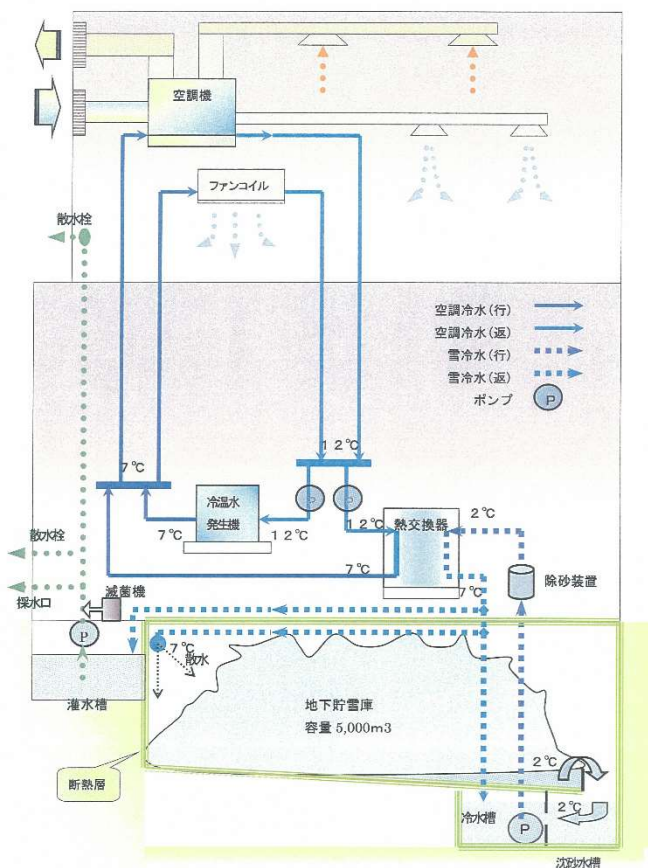 空調機
ファンコイル
散水栓
空調冷水(行)
空調冷水(返)
雪冷水(行)
雪冷水(返)
ポンプ P
12℃
7℃
P P
冷温水
発生機
7℃
12℃
12℃
熱交換器
2℃
散水栓
7℃
7℃
除砂装置
採水口
滅菌機
P
7℃
散水
灌水槽
地下貯雪庫
容量 5,000m3
断熱層
2℃
2℃
冷水槽
P
沈砂水槽